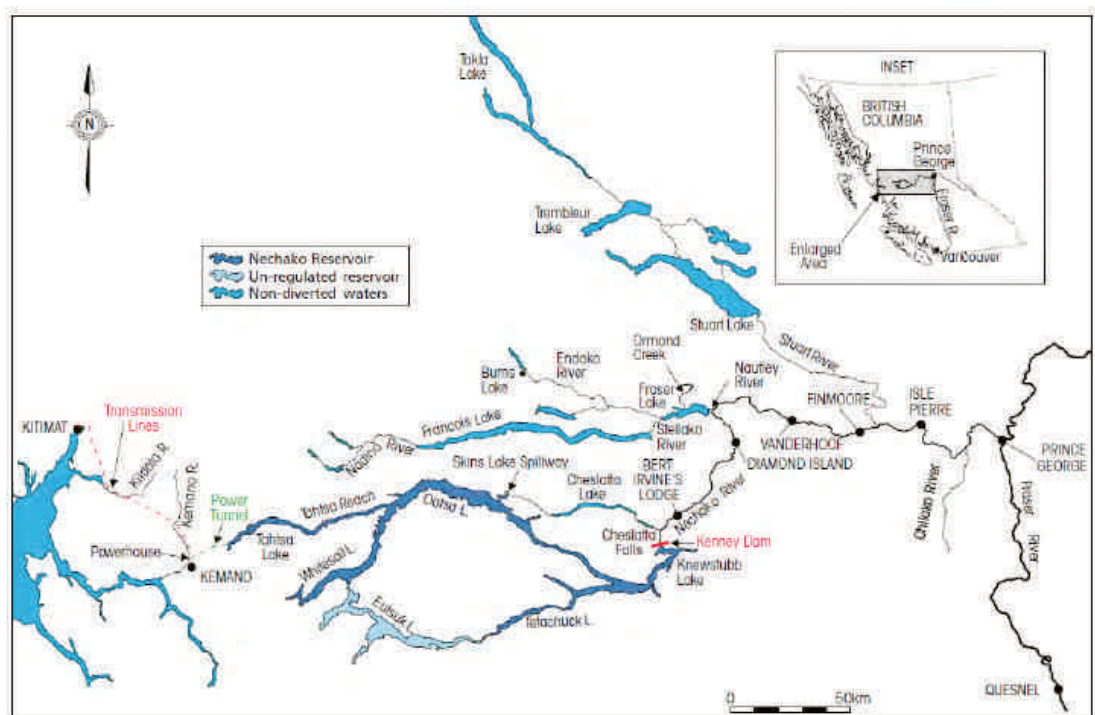 Takla
Lake
N
INSET
BRITISH
COLUMBIA
Prince
George
Fraser R.
Enlarged
Area
Vancouver
Trembleur
Lake
Nechako Reservoir
Un-regulated reservoir
Non-diverted waters
Stuart Lake
Stuart River
Ormond
Creek
Endako
River
Burns
Lake
Fraser
Lake
Nautley
River
FINMOORE
ISLE
PIERRE
KITIMAT
Transmission
Lines
Francois Lake
Stellako
River
VANDERHOOF
DIAMOND ISLAND
PRINCE
GEORGE
Nadina River
Kildala R.
Kemano R.
Skins Lake Spillway
Cheslatta
Lake
BERT
IRVINE'S
LODGE
Nechako River
Chilako River
Fraser
River
Power
Tunnel
Tahtsa Reach
Ootsa L.
Powerhouse
Tahtsa
Lake
Cheslatta
Falls
Kenney Dam
KEMANO
Whitesail L.
Knewstubb
Lake
Eutsuk L.
Tetachuck L.
0
50km
QUESNEL